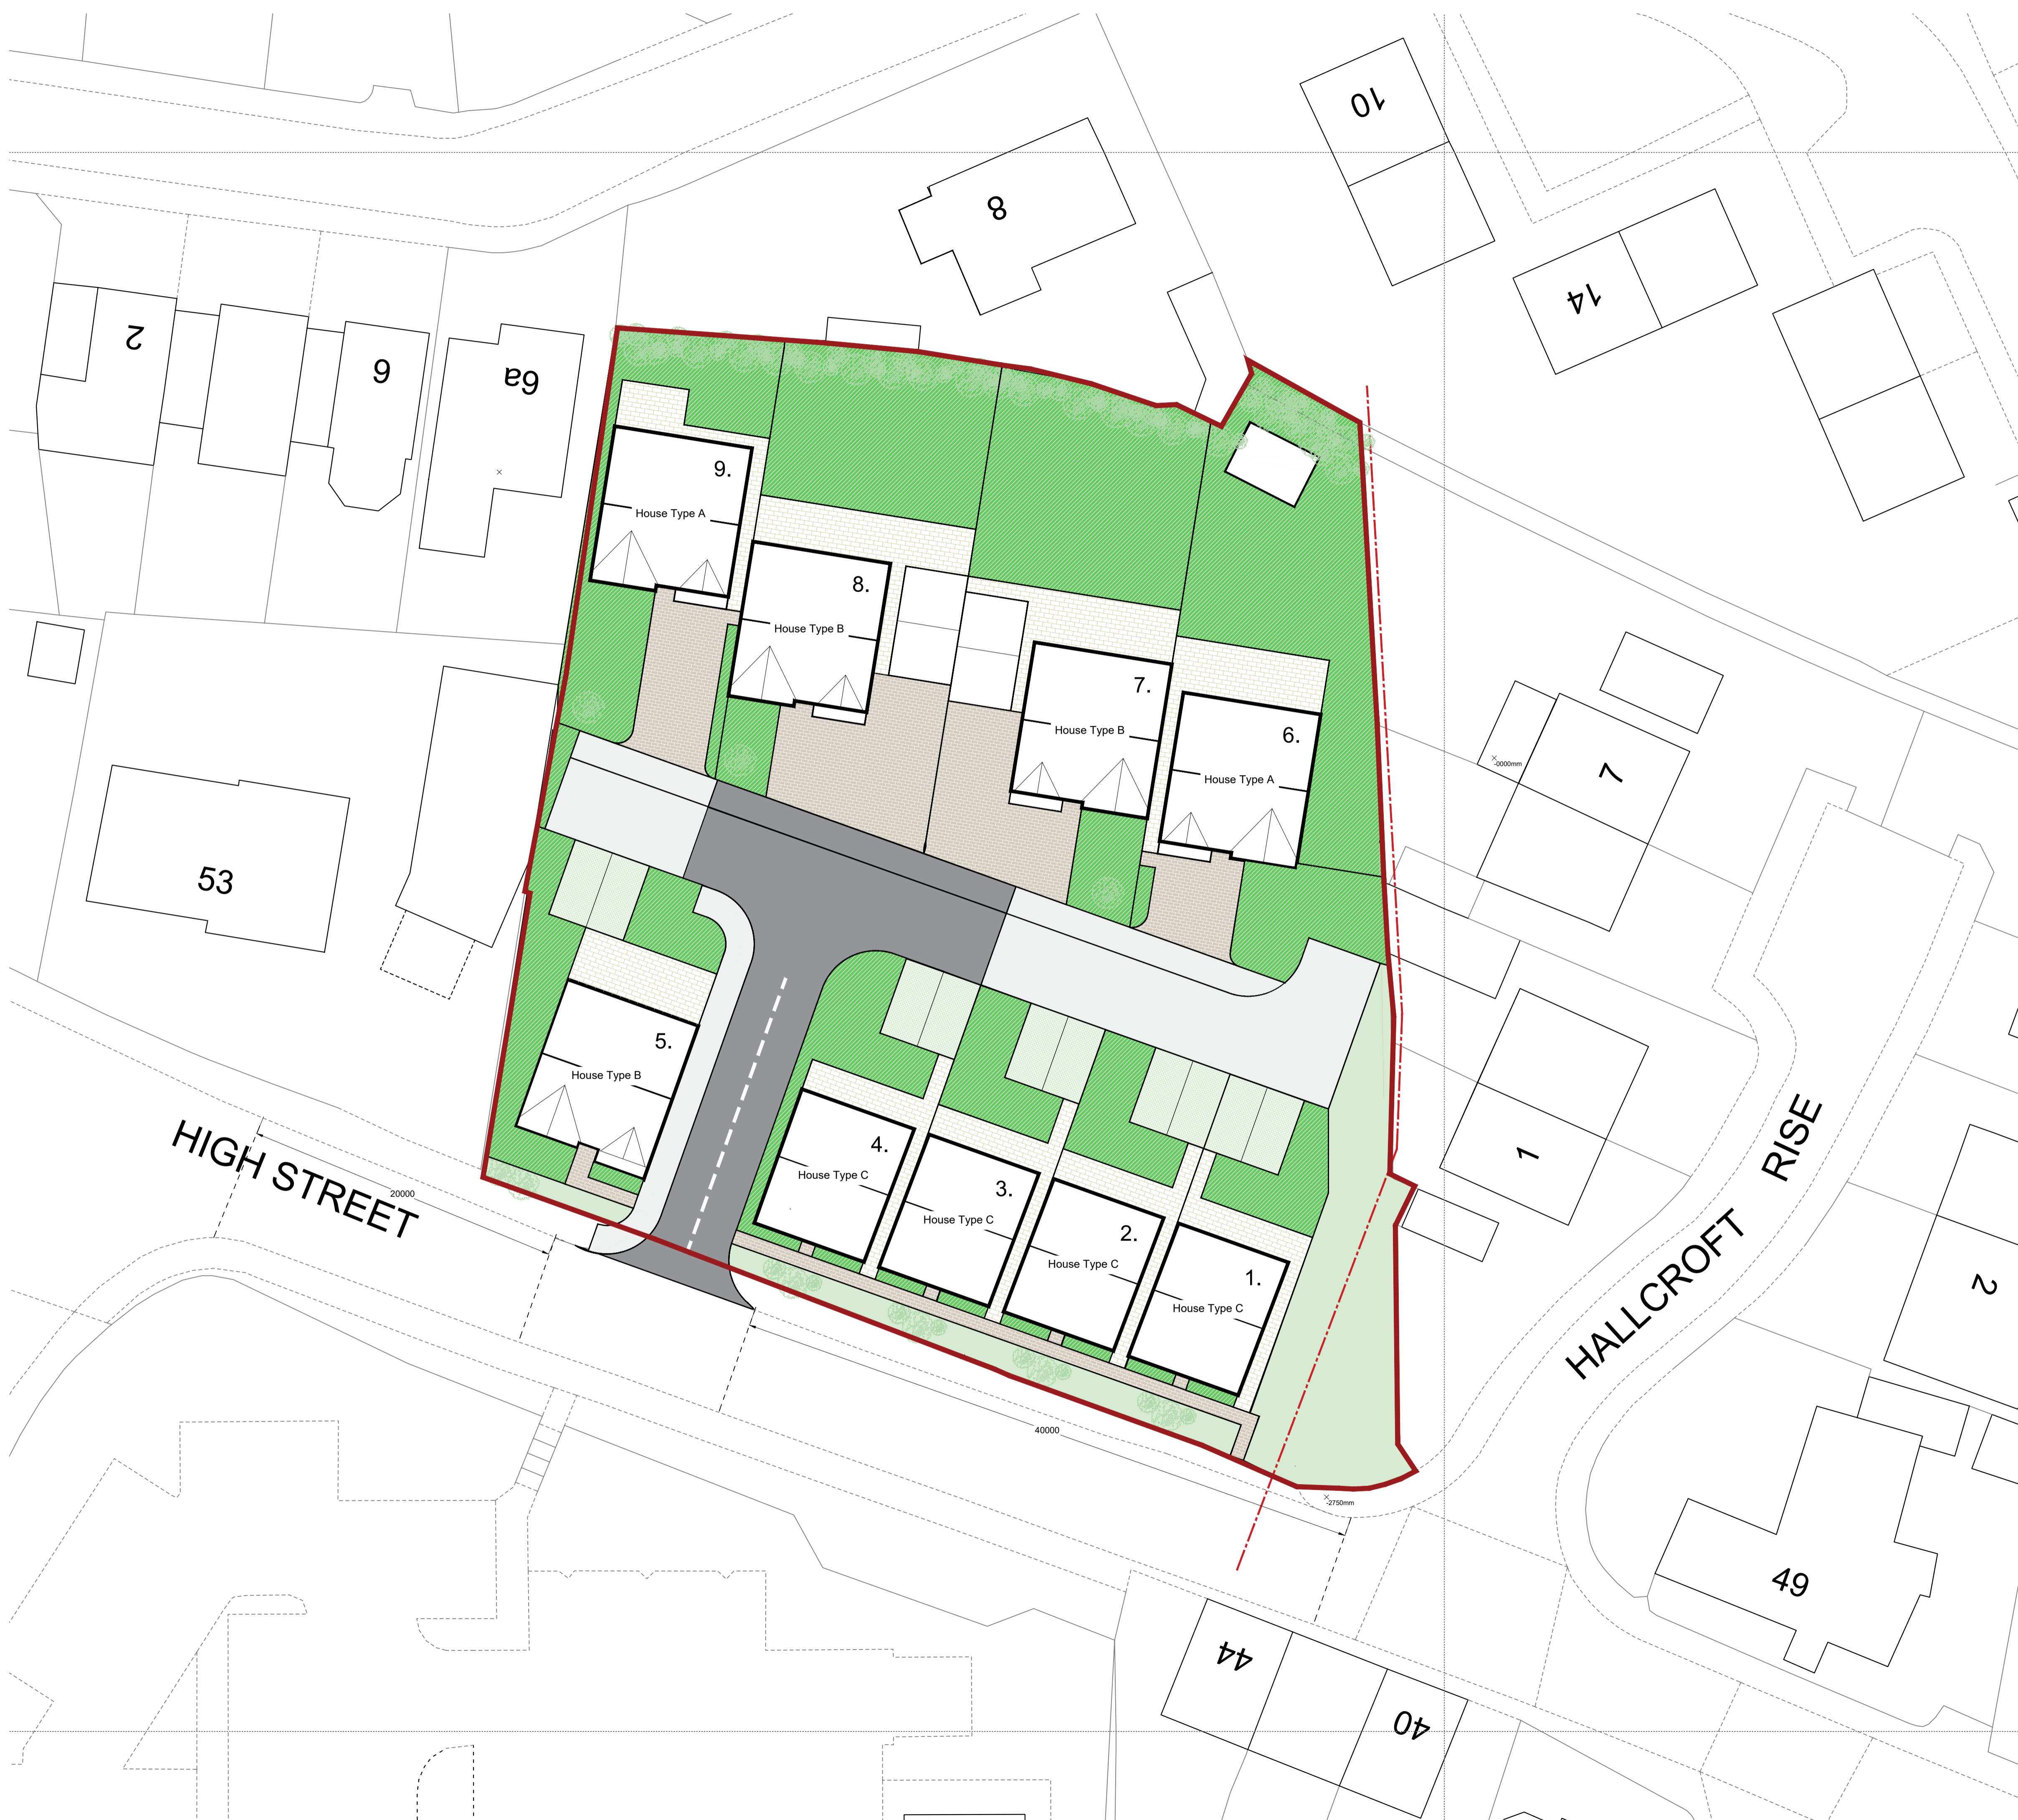 10
8
14
2
6
6a
9.
House Type A
8.
House Type B
7.
House Type B
6.
House Type A
7
-0000mm
53
5.
House Type B
4.
House Type C
3.
House Type C
2.
House Type C
1.
House Type C
1
2
HIGH STREET
20000
40000
HALLCROFT RISE
-2750mm
49
44
40